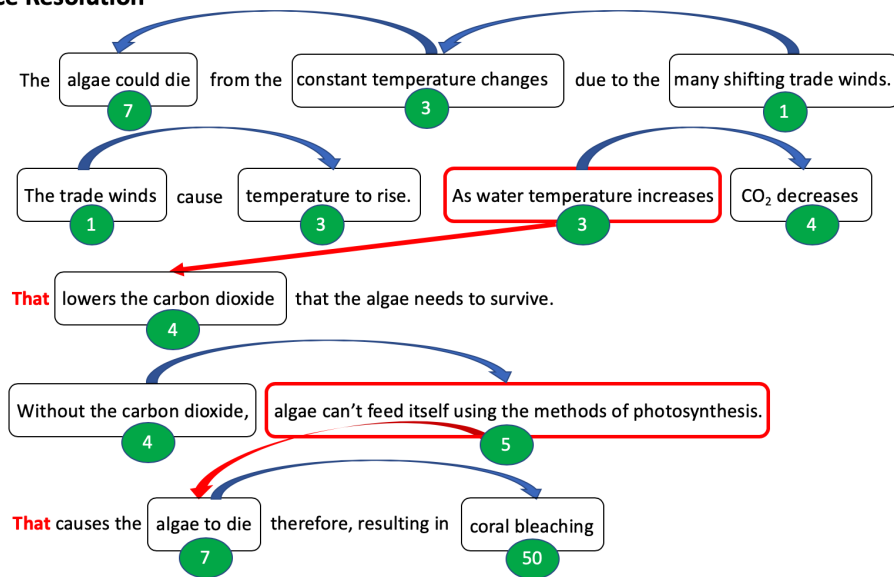 The algae could die from the constant temperature changes due to the many shifting trade winds.
7 3 1
The trade winds cause temperature to rise. As water temperature increases CO₂ decreases
1 3 3 4
That lowers the carbon dioxide that the algae needs to survive.
4
Without the carbon dioxide, algae can't feed itself using the methods of photosynthesis.
4 5
That causes the algae to die therefore, resulting in coral bleaching
7 50